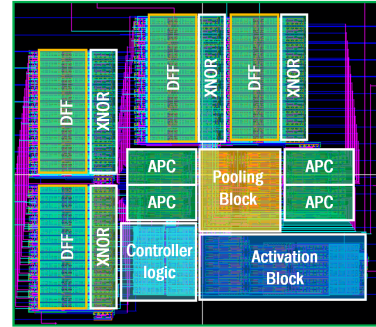 DFF
XNOR
DFF
XNOR
DFF
XNOR
APC
APC
Pooling
Block
APC
APC
DFF
XNOR
Controller
logic
Activation
Block